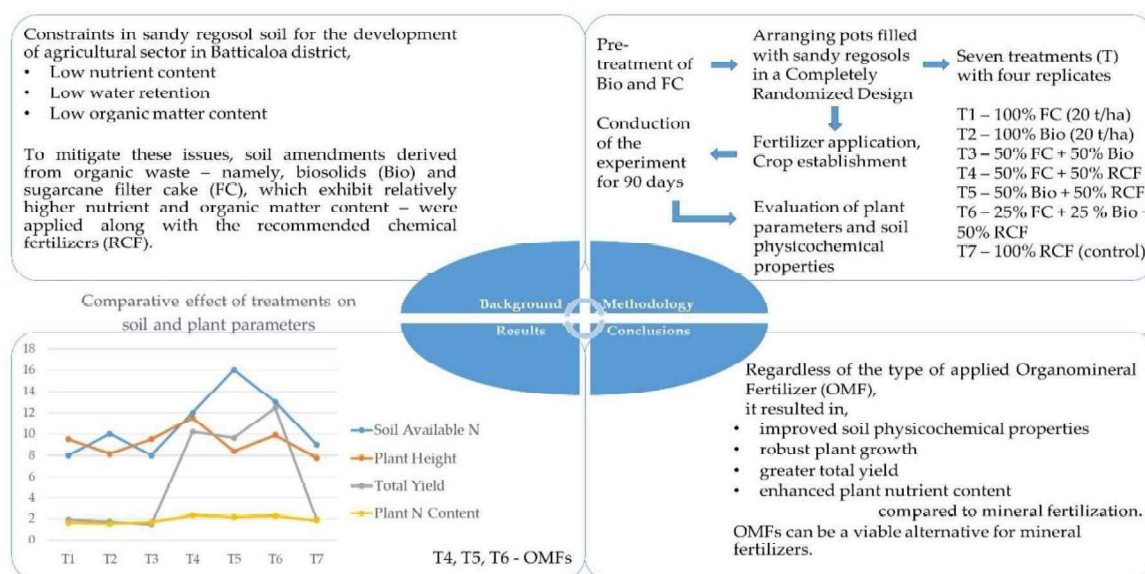 Constraints in sandy regosol soil for the development
of agricultural sector in Batticaloa district,
• Low nutrient content
• Low water retention
• Low organic matter content
To mitigate these issues, soil amendments derived
from organic waste – namely, biosolids (Bio) and
sugarcane filter cake (FC), which exhibit relatively
higher nutrient and organic matter content – were
applied along with the recommended chemical
fertilizers (RCF).
Pre-
treatment of
Bio and FC
Arranging pots filled
with sandy regosols
in a Completely
Randomized Design
Seven treatments (T)
with four replicates
T1 – 100% FC (20 t/ha)
T2 – 100% Bio (20 t/ha)
T3 – 50% FC + 50% Bio
T4 – 50% FC + 50% RCF
T5 – 50% Bio + 50% RCF
T6 – 25% FC + 25 % Bio +
50% RCF
T7 – 100% RCF (control)
Fertilizer application,
Crop establishment
Conduction of
the
experiment
for 90 days
Evaluation of plant
parameters and soil
physicochemical
properties
Background
Methodology
Results
Conclusions
Comparative effect of treatments on
soil and plant parameters
18
16
14
12
10
8
6
4
2
0
T1 T2 T3 T4 T5 T6 T7
Soil Available N
Plant Height
Total Yield
Plant N Content
T4, T5, T6 - OMFs
Regardless of the type of applied Organomineral
Fertilizer (OMF),
it resulted in,
• improved soil physicochemical properties
• robust plant growth
• greater total yield
• enhanced plant nutrient content
compared to mineral fertilization.
OMFs can be a viable alternative for mineral
fertilizers.